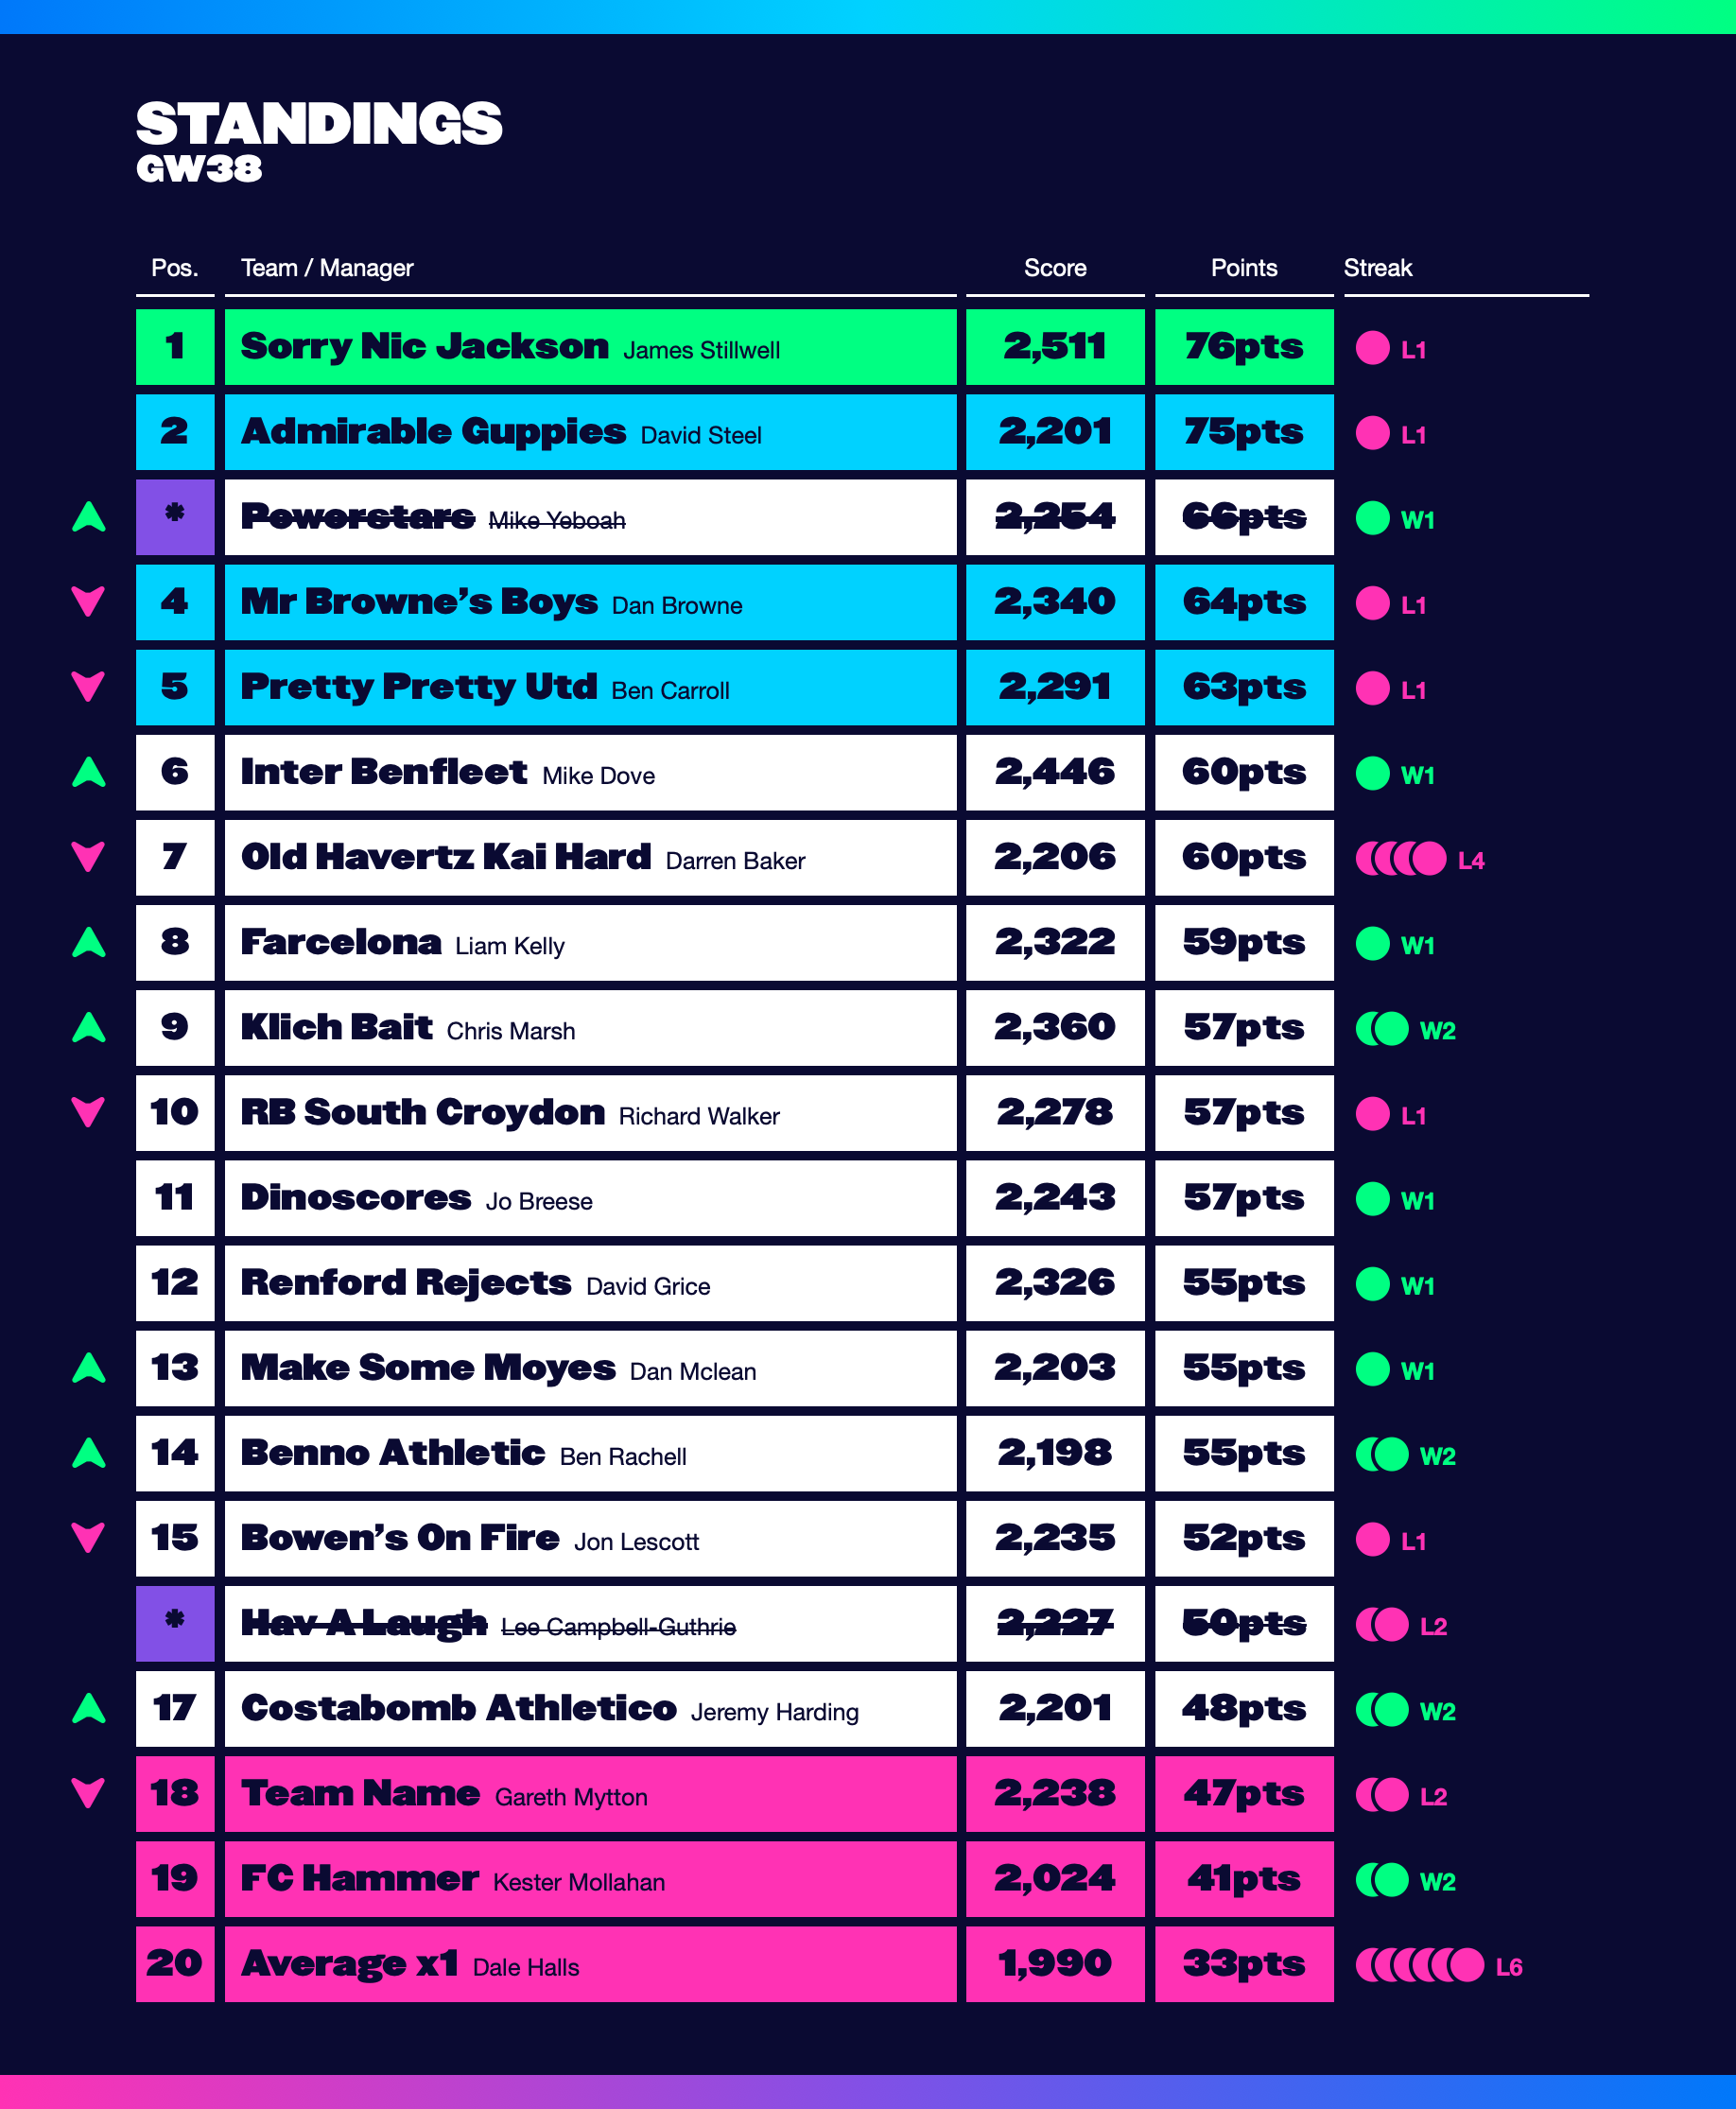 STANDINGS
GW38
Pos. Team / Manager Score Points Streak
1 Sorry Nic Jackson James Stillwell 2,511 76pts L1
2 Admirable Guppies David Steel 2,201 75pts L1
* Powerstars Mike Yeboah 2,254 66pts W1
4 Mr Browne’s Boys Dan Browne 2,340 64pts L1
5 Pretty Pretty Utd Ben Carroll 2,291 63pts L1
6 Inter Benfleet Mike Dove 2,446 60pts W1
7 Old Havertz Kai Hard Darren Baker 2,206 60pts L4
8 Farcelona Liam Kelly 2,322 59pts W1
9 Klich Bait Chris Marsh 2,360 57pts W2
10 RB South Croydon Richard Walker 2,278 57pts L1
11 Dinoscores Jo Breese 2,243 57pts W1
12 Renford Rejects David Grice 2,326 55pts W1
13 Make Some Moyes Dan Mclean 2,203 55pts W1
14 Benno Athletic Ben Rachell 2,198 55pts W2
15 Bowen’s On Fire Jon Lescott 2,235 52pts L1
* Hav A Laugh Lee Campbell-Guthrie 2,227 50pts L2
17 Costabomb Athletico Jeremy Harding 2,201 48pts W2
18 Team Name Gareth Mytton 2,238 47pts L2
19 FC Hammer Kester Mollahan 2,024 41pts W2
20 Average x1 Dale Halls 1,990 33pts L6